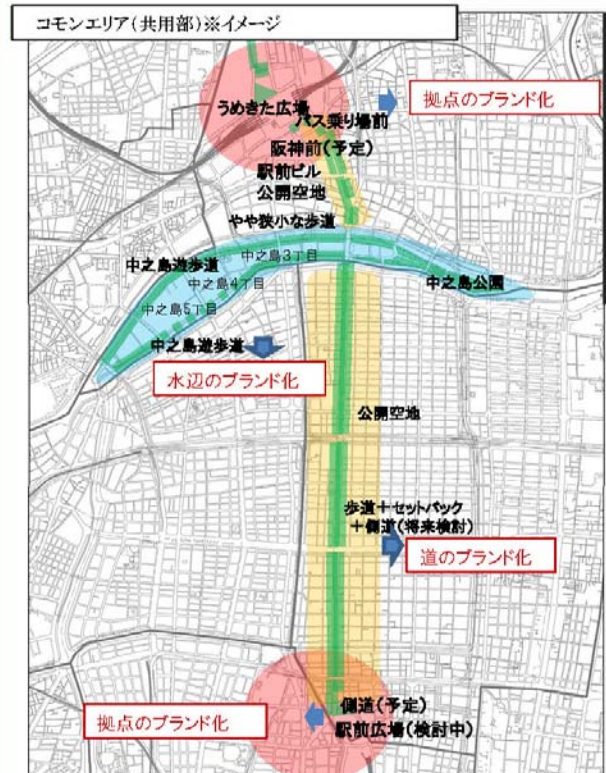 コモンエリア(共用部)※イメージ
うめきた広場
バス乗り場前
拠点のブランド化
阪神前(予定)
駅前ビル
公開空地
やや狭小な歩道
中之島遊歩道
中之島3丁目
中之島4丁目
中之島公園
中之島5丁目
中之島遊歩道
水辺のブランド化
公開空地
歩道+セットバック
+側道(将来検討)
道のブランド化
側道(予定)
拠点のブランド化
駅前広場(検討中)